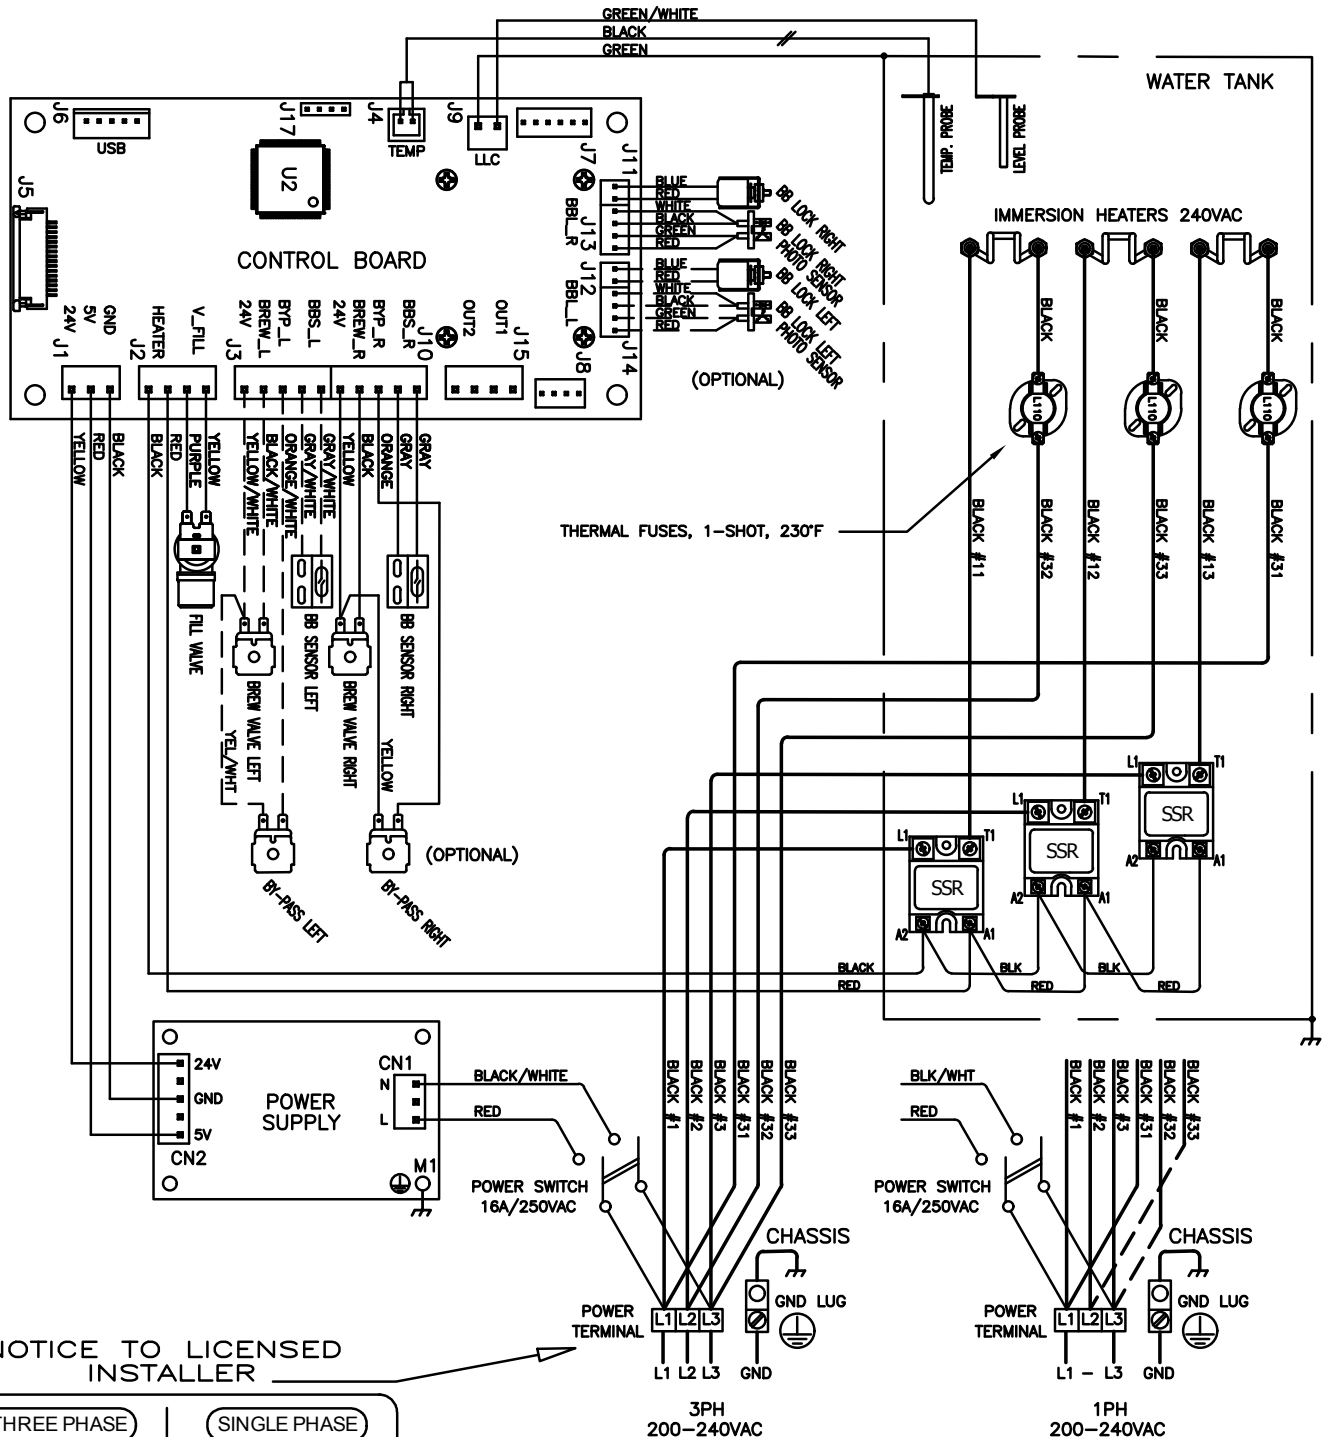 GREEN/WHITE
BLACK
GREEN
WATER TANK
TEMP. PROBE
LEVEL PROBE
IMMERSION HEATERS 240VAC
J6
USB
J17
J4
TEMP
J9
LLC
J7
J11
U2
J5
CONTROL BOARD
BBL_R
J13
J12
BBL_L
J14
BLUE
RED
WHITE
BLACK
GREEN
RED
BB LOCK RIGHT
BB LOCK RIGHT
PHOTO SENSOR
BLUE
RED
WHITE
BLACK
GREEN
RED
BB LOCK LEFT
BB LOCK LEFT
PHOTO SENSOR
(OPTIONAL)
J1
24V
5V
GND
J2
HEATER
V_FILL
J3
24V
BREW_L
BYP_L
BBS_L
24V
BREW_R
BYP_R
BBS_R
J10
OUT2
OUT1
J15
J8
YELLOW
RED
BLACK
BLACK
RED
PURPLE
YELLOW
YELLOW/WHITE
BLACK/WHITE
ORANGE/WHITE
GRAY/WHITE
GRAY/WHITE
YELLOW
BLACK
ORANGE
GRAY
GRAY
BLACK
BLACK
BLACK
L110
L110
L110
THERMAL FUSES, 1-SHOT, 230°F
BLACK #11
BLACK #32
BLACK #12
BLACK #33
BLACK #13
BLACK #31
FILL VALVE
BREW VALVE LEFT
BB SENSOR LEFT
BREW VALVE RIGHT
BB SENSOR RIGHT
YEL/WHT
YELLOW
BY-PASS LEFT
BY-PASS RIGHT
(OPTIONAL)
L1
T1
SSR
A2
A1
L1
T1
SSR
A2
A1
L1
T1
SSR
A2
A1
BLACK
RED
BLK
RED
BLK
RED
24V
GND
5V
CN2
POWER
SUPPLY
CN1
N
L
M1
BLACK/WHITE
RED
POWER SWITCH
16A/250VAC
BLACK #1
BLACK #2
BLACK #3
BLACK #31
BLACK #32
BLACK #33
CHASSIS
GND LUG
POWER
TERMINAL
L1 L2 L3
L1 L2 L3 GND
3PH
200-240VAC
BLK/WHT
RED
POWER SWITCH
16A/250VAC
BLACK #1
BLACK #2
BLACK #3
BLACK #31
BLACK #32
BLACK #33
CHASSIS
GND LUG
POWER
TERMINAL
L1 L2 L3
L1 - L3 GND
1PH
200-240VAC
NOTICE TO LICENSED
INSTALLER
THREE PHASE
SINGLE PHASE